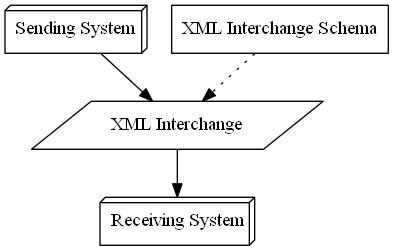 Sending System
XML Interchange Schema
XML Interchange
Receiving System